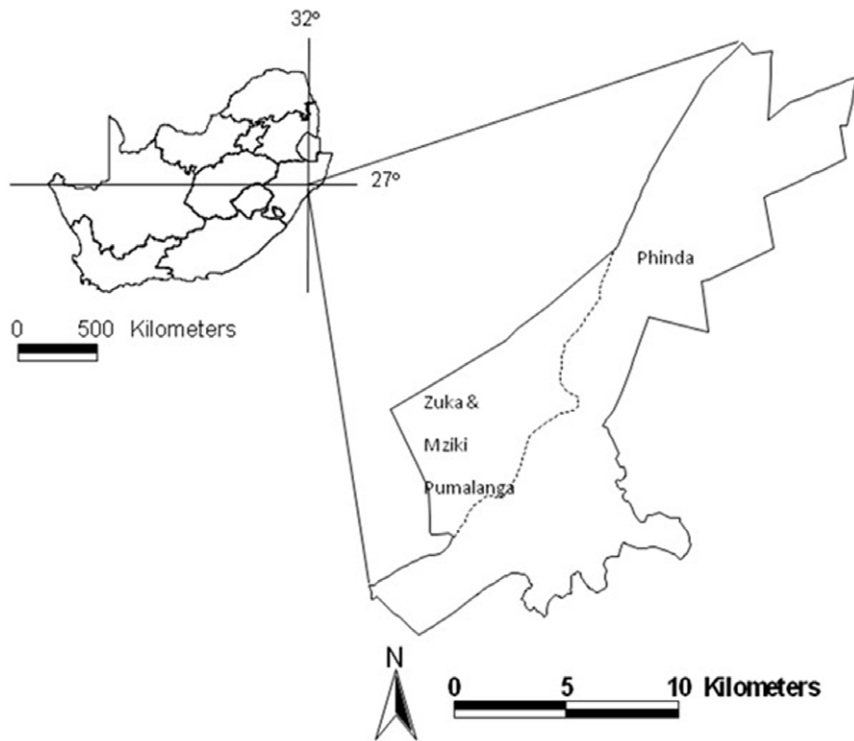 32°
27°
0 500 Kilometers
Phinda
Zuka &
Mziki
Pumalanga
N
0 5 10 Kilometers